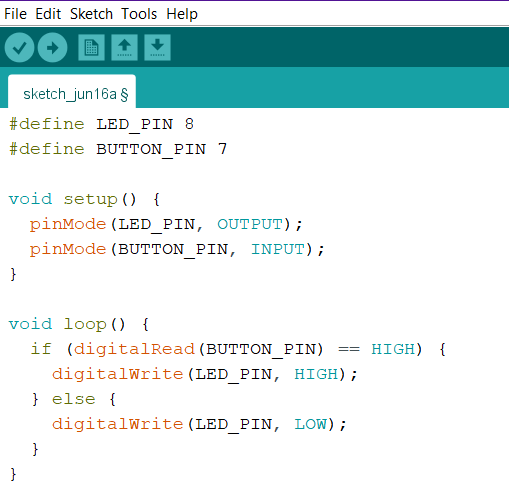 File Edit Sketch Tools Help
sketch_jun16a §
#define LED_PIN 8
#define BUTTON_PIN 7
void setup() {
  pinMode(LED_PIN, OUTPUT);
  pinMode(BUTTON_PIN, INPUT);
}
void loop() {
  if (digitalRead(BUTTON_PIN) == HIGH) {
    digitalWrite(LED_PIN, HIGH);
  } else {
    digitalWrite(LED_PIN, LOW);
  }
}